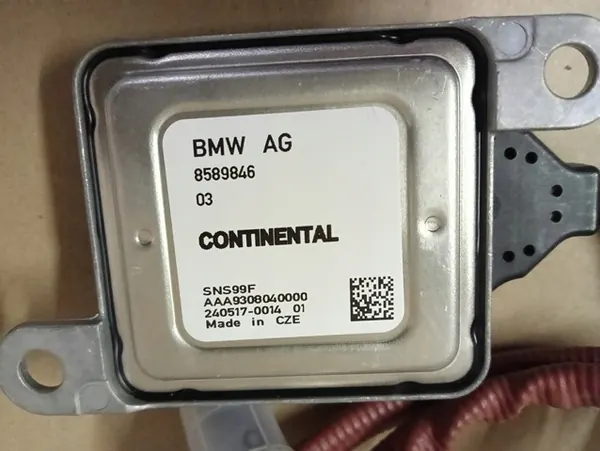 BMW AG
8589846
03
CONTINENTAL
SNS99F
AAA9308040000
240517-0014 01
Made in CZE